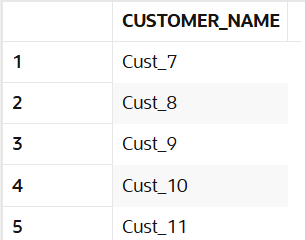 CUSTOMER_NAME
1 Cust_7
2 Cust_8
3 Cust_9
4 Cust_10
5 Cust_11